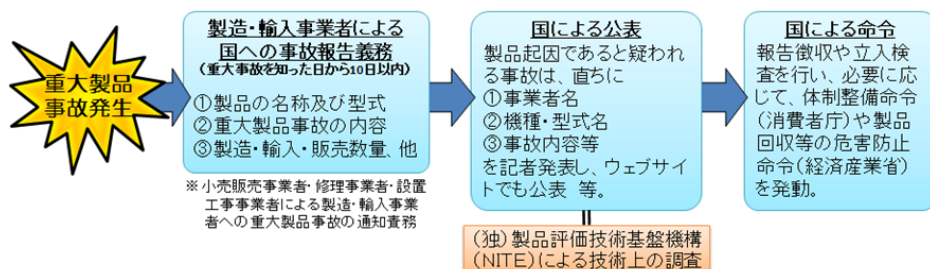 重大製品
事故発生
製造・輸入事業者による
国への事故報告義務
(重大事故を知った日から10日以内)
①製品の名称及び型式
②重大製品事故の内容
③製造・輸入・販売数量、他
※小売販売事業者・修理事業者・設置
工事事業者による製造・輸入事業
者への重大製品事故の通知責務
国による公表
製品起因であると疑われ
る事故は、直ちに
①事業者名
②機種・型式名
③事故内容等
を記者発表し、ウェブサイ
トでも公表 等。
(独)製品評価技術基盤機構
(NITE)による技術上の調査
国による命令
報告徴収や立入検
査を行い、必要に応
じて、体制整備命令
(消費者庁)や製品
回収等の危害防止
命令(経済産業省)
を発動。